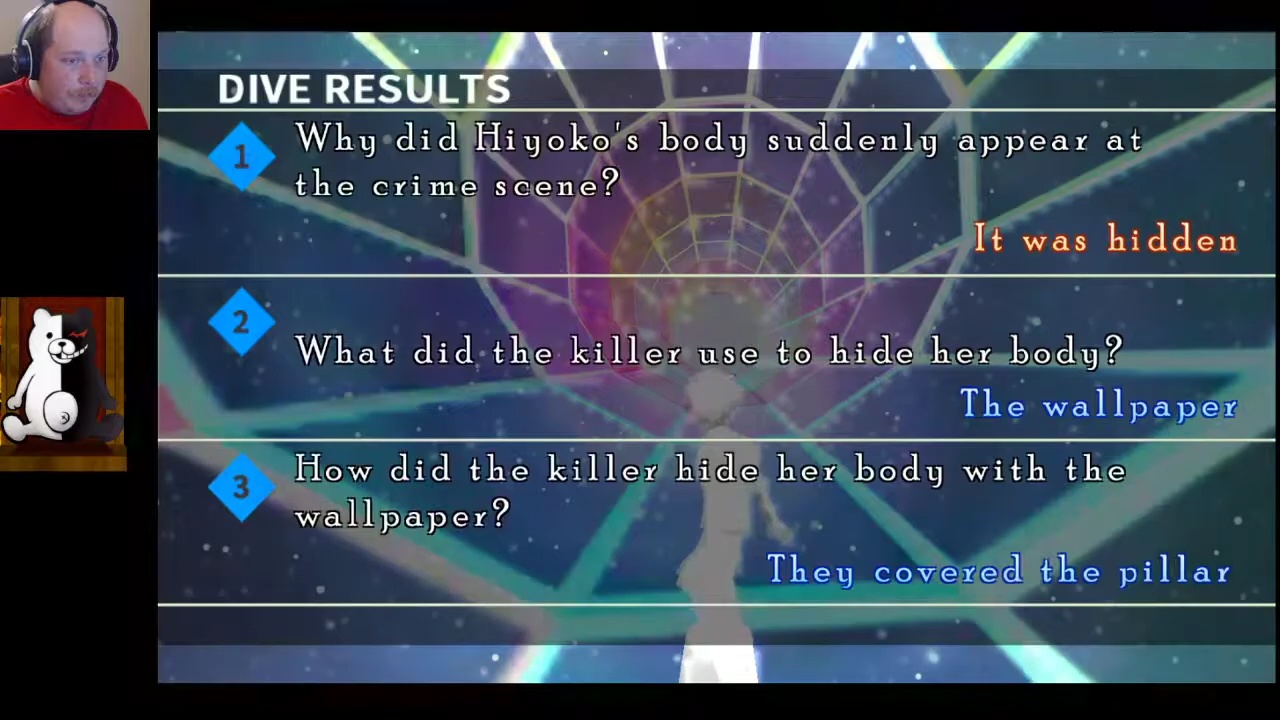 DIVE RESULTS
1
Why did Hiyoko's body suddenly appear at
the crime scene?
It was hidden
2
What did the killer use to hide her body?
The wallpaper
3
How did the killer hide her body with the
wallpaper?
They covered the pillar